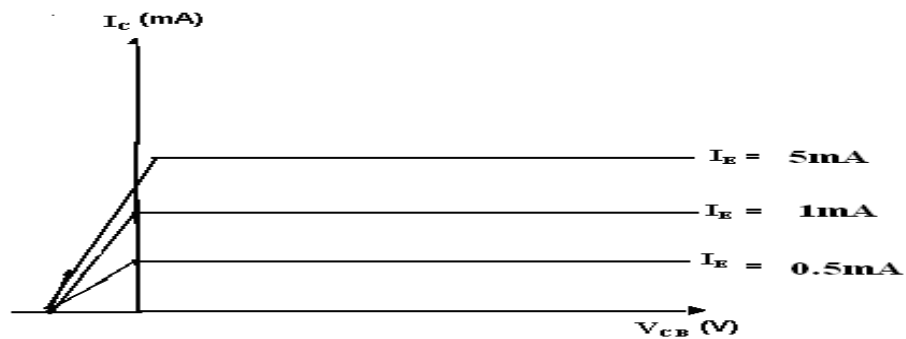 I_C (mA)
I_E = 5mA
I_E = 1mA
I_E = 0.5mA
V_CB (V)